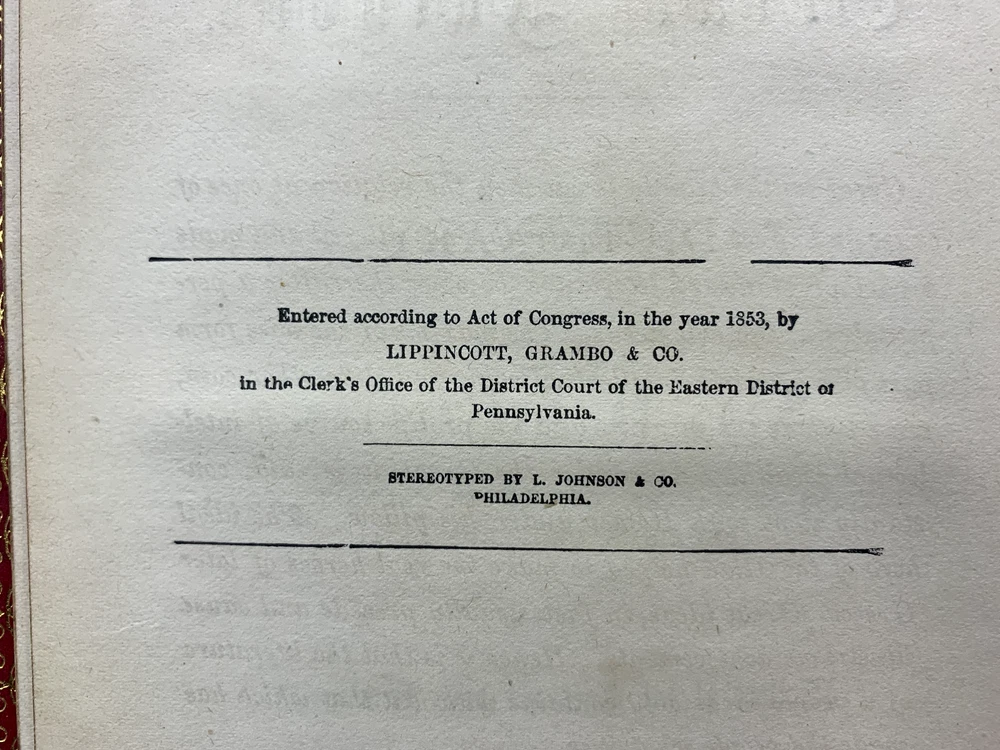 Entered according to Act of Congress, in the year 1853, by
LIPPINCOTT, GRAMBO & CO.
in the Clerk's Office of the District Court of the Eastern District of
Pennsylvania.
STEREOTYPED BY L. JOHNSON & CO.
PHILADELPHIA.